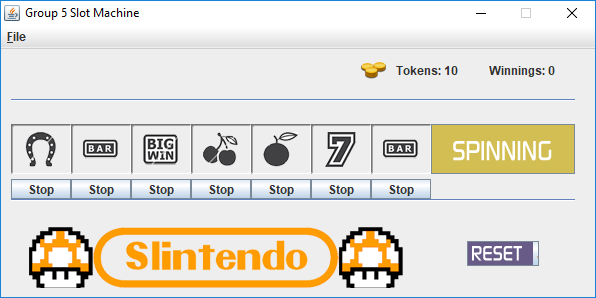 Group 5 Slot Machine
File
Tokens: 10 Winnings: 0
BAR BIG WIN 7 BAR SPINNING
Stop Stop Stop Stop Stop Stop Stop
Slintendo
RESET